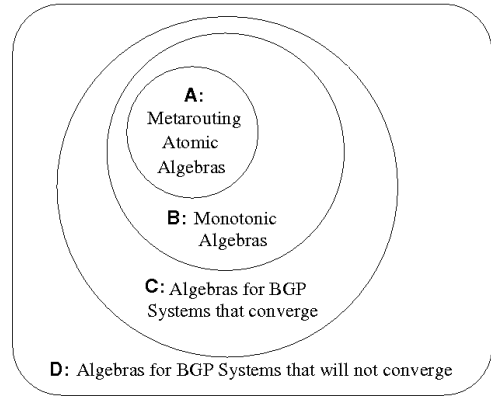 A:
Metarouting
Atomic
Algebras
B: Monotonic
Algebras
C: Algebras for BGP
Systems that converge
D: Algebras for BGP Systems that will not converge